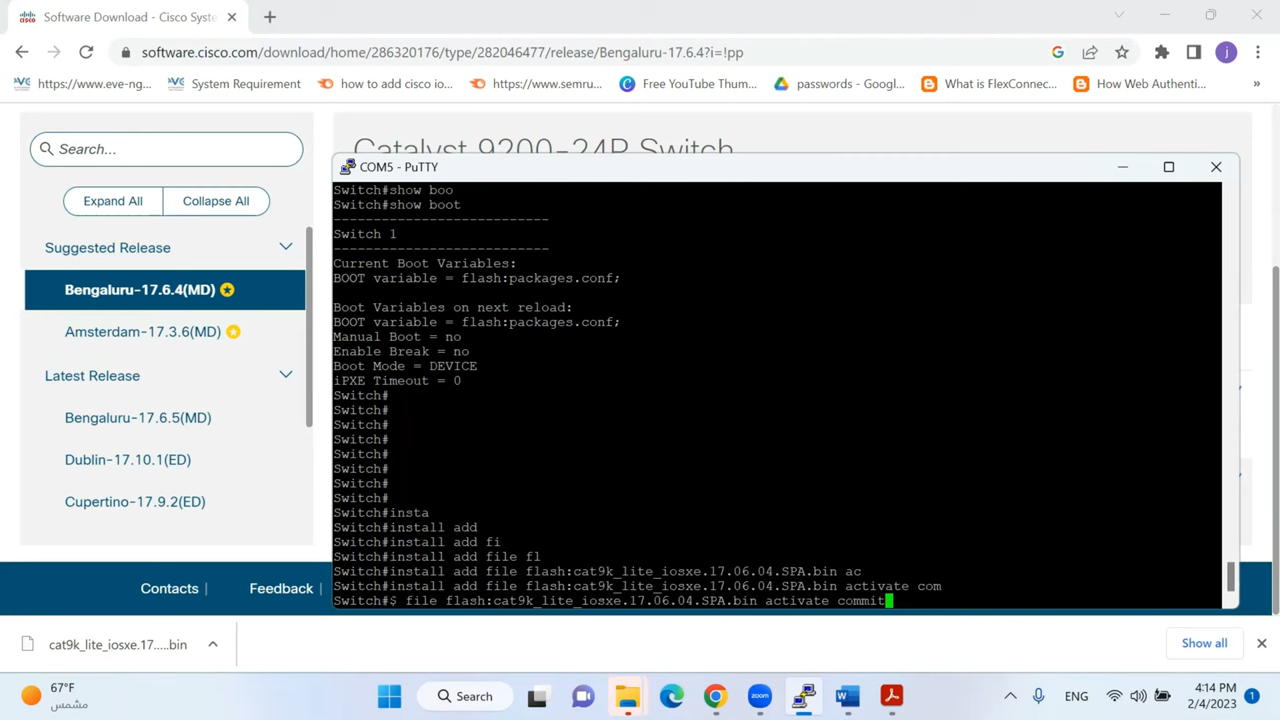 Software Download - Cisco Syste
software.cisco.com/download/home/286320176/type/282046477/release/Bengaluru-17.6.4?i=!pp
j
https://www.eve-ng...
System Requirement
how to add cisco io...
https://www.semru...
Free YouTube Thum...
passwords - Googl...
What is FlexConnec...
How Web Authenti...
»
Search...
Expand All
Collapse All
Suggested Release
Bengaluru-17.6.4(MD)
Amsterdam-17.3.6(MD)
Latest Release
Bengaluru-17.6.5(MD)
Dublin-17.10.1(ED)
Cupertino-17.9.2(ED)
Catalyst 9200-24P Switch
COM5 - PuTTY
Switch#show boo
Switch#show boot
---------------------------
Switch 1
---------------------------
Current Boot Variables:
BOOT variable = flash:packages.conf;
Boot Variables on next reload:
BOOT variable = flash:packages.conf;
Manual Boot = no
Enable Break = no
Boot Mode = DEVICE
iPXE Timeout = 0
Switch#
Switch#
Switch#
Switch#
Switch#
Switch#
Switch#
Switch#
Switch#insta
Switch#install add
Switch#install add fi
Switch#install add file fl
Switch#install add file flash:cat9k_lite_iosxe.17.06.04.SPA.bin ac
Switch#install add file flash:cat9k_lite_iosxe.17.06.04.SPA.bin activate com
Switch#$ file flash:cat9k_lite_iosxe.17.06.04.SPA.bin activate commit
Contacts |
Feedback
cat9k_lite_iosxe.17.....bin
Show all
67°F
مشمس
Search
zoom
ENG
4:14 PM
2/4/2023
1